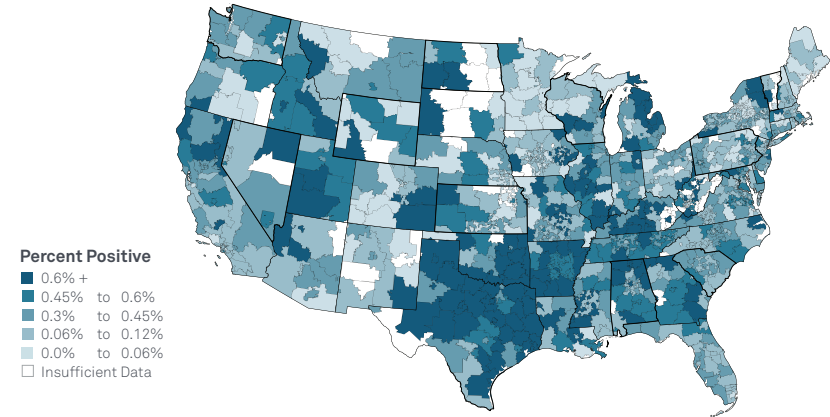 Percent Positive
0.6% +
0.45% to 0.6%
0.3% to 0.45%
0.06% to 0.12%
0.0% to 0.06%
Insufficient Data